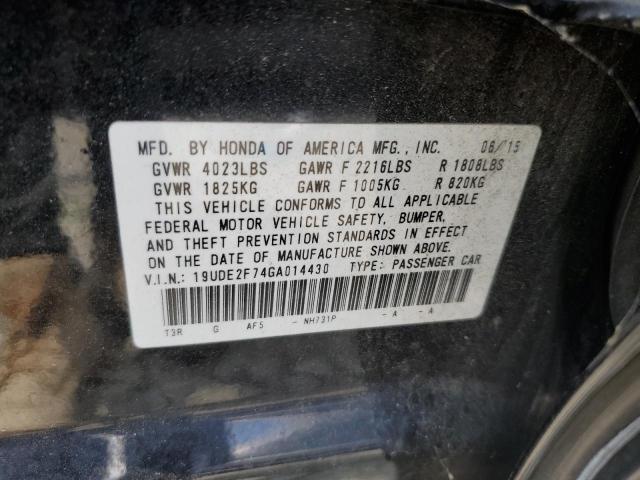 MFD. BY HONDA OF AMERICA MFG., INC. 06/15
GVWR 4023LBS GAWR F 2216LBS R 1808LBS
GVWR 1825KG GAWR F 1005KG R 820KG
THIS VEHICLE CONFORMS TO ALL APPLICABLE
FEDERAL MOTOR VEHICLE SAFETY, BUMPER,
AND THEFT PREVENTION STANDARDS IN EFFECT
ON THE DATE OF MANUFACTURE SHOWN ABOVE.
V.I.N.: 19UDE2F74GA014430 TYPE: PASSENGER CAR
T3R G AF5 - NH731P - A - A